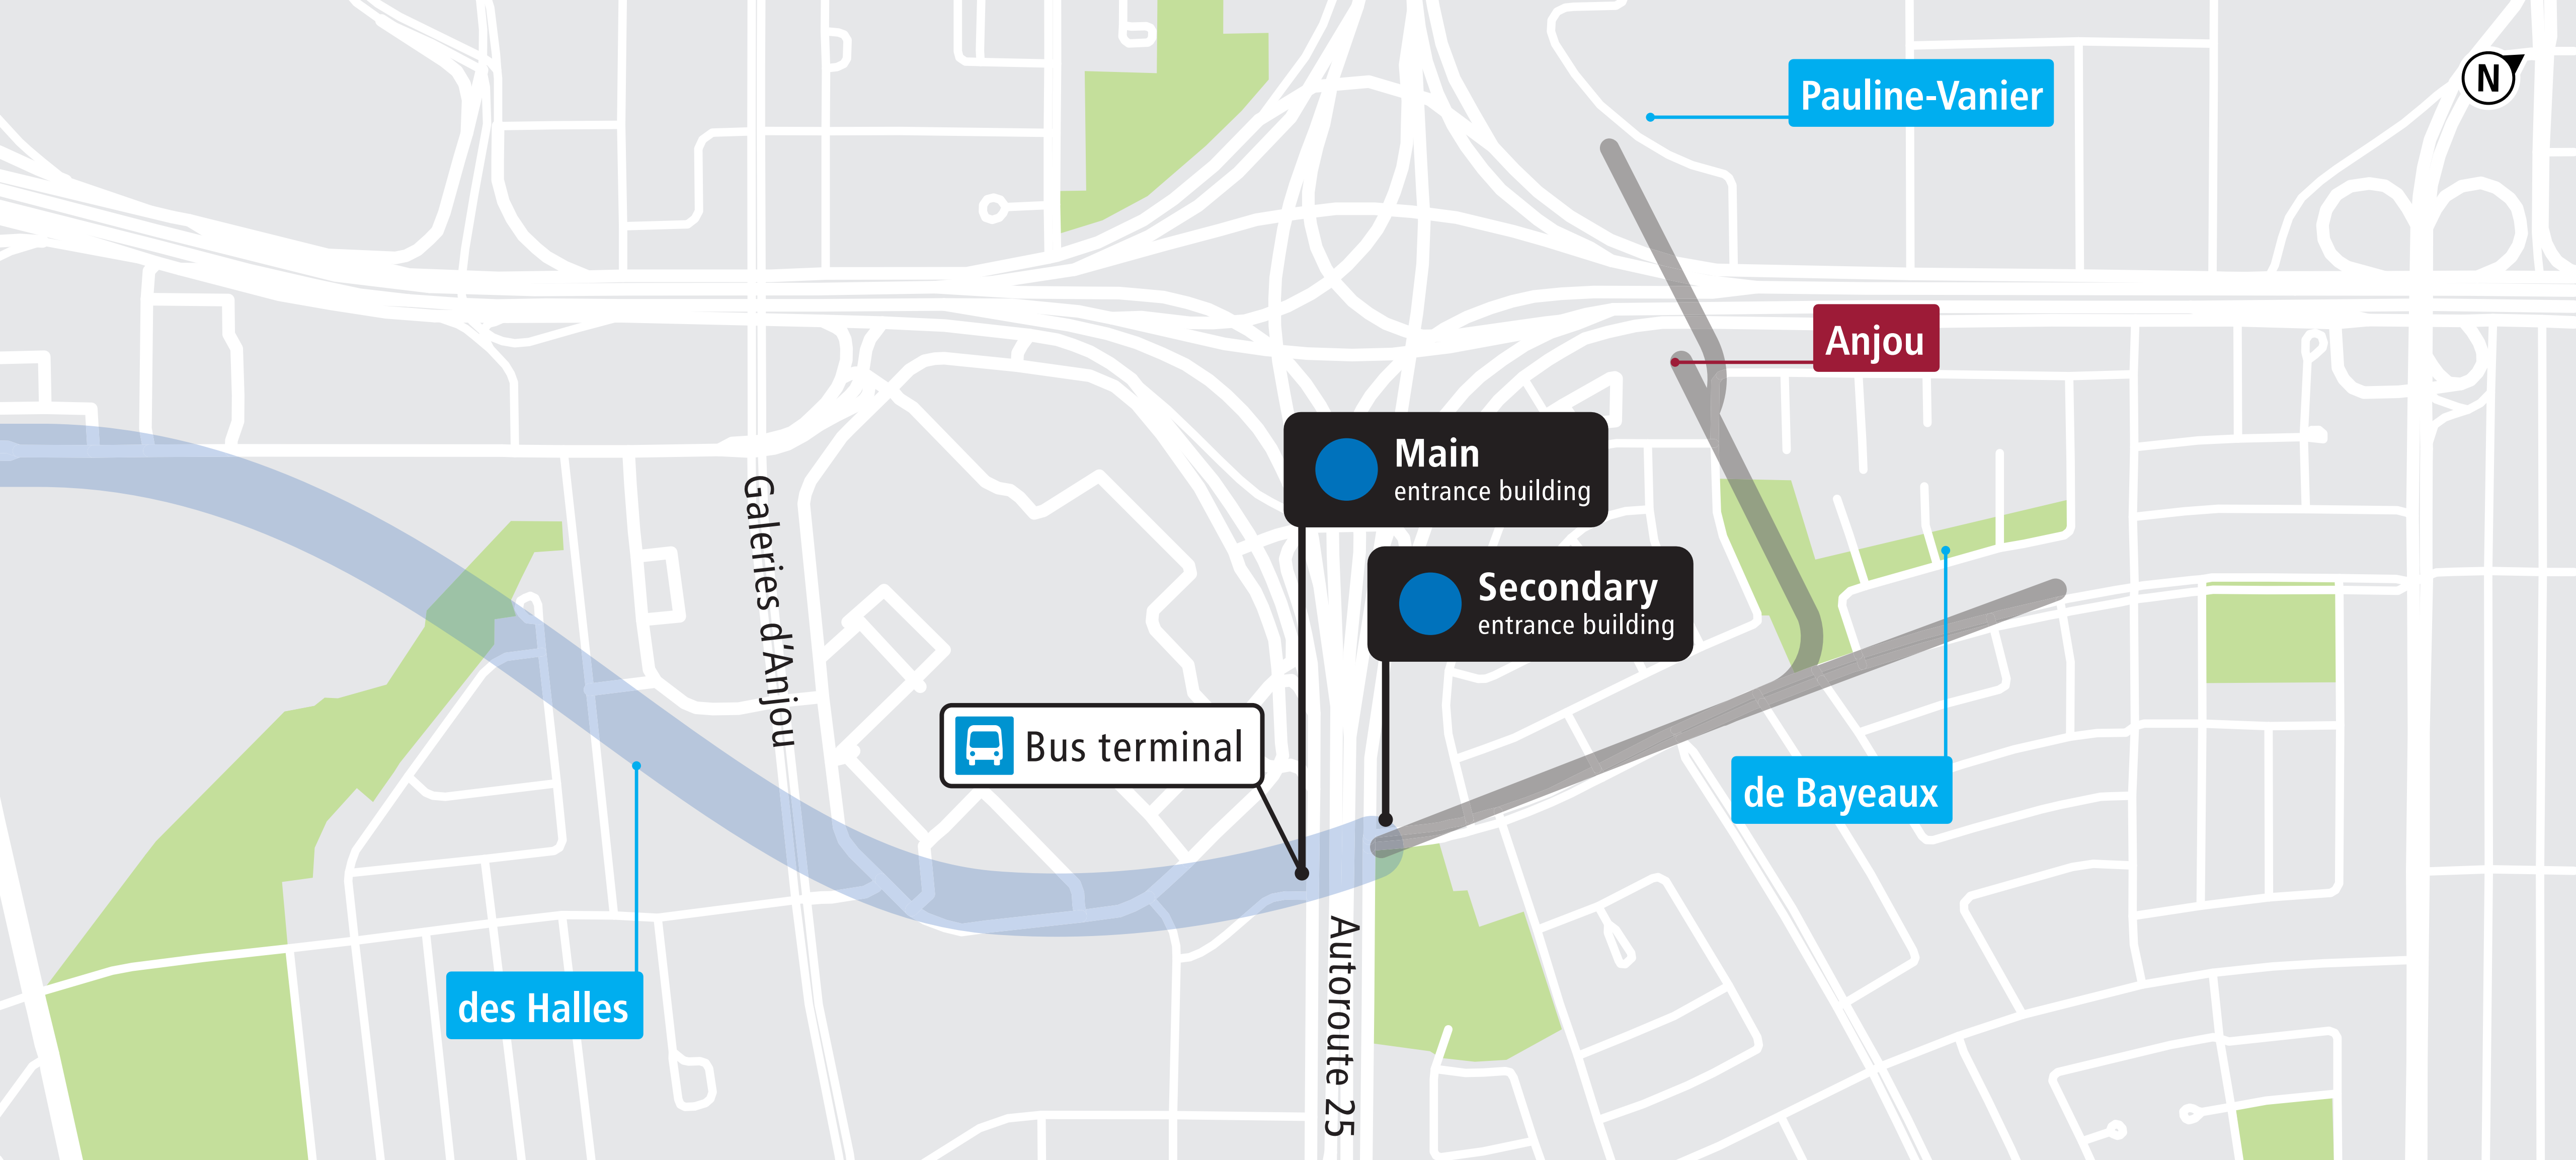 Pauline-Vanier
N
Anjou
Main
entrance building
Secondary
entrance building
Galeries d'Anjou
Bus terminal
de Bayeaux
des Halles
Autoroute 25